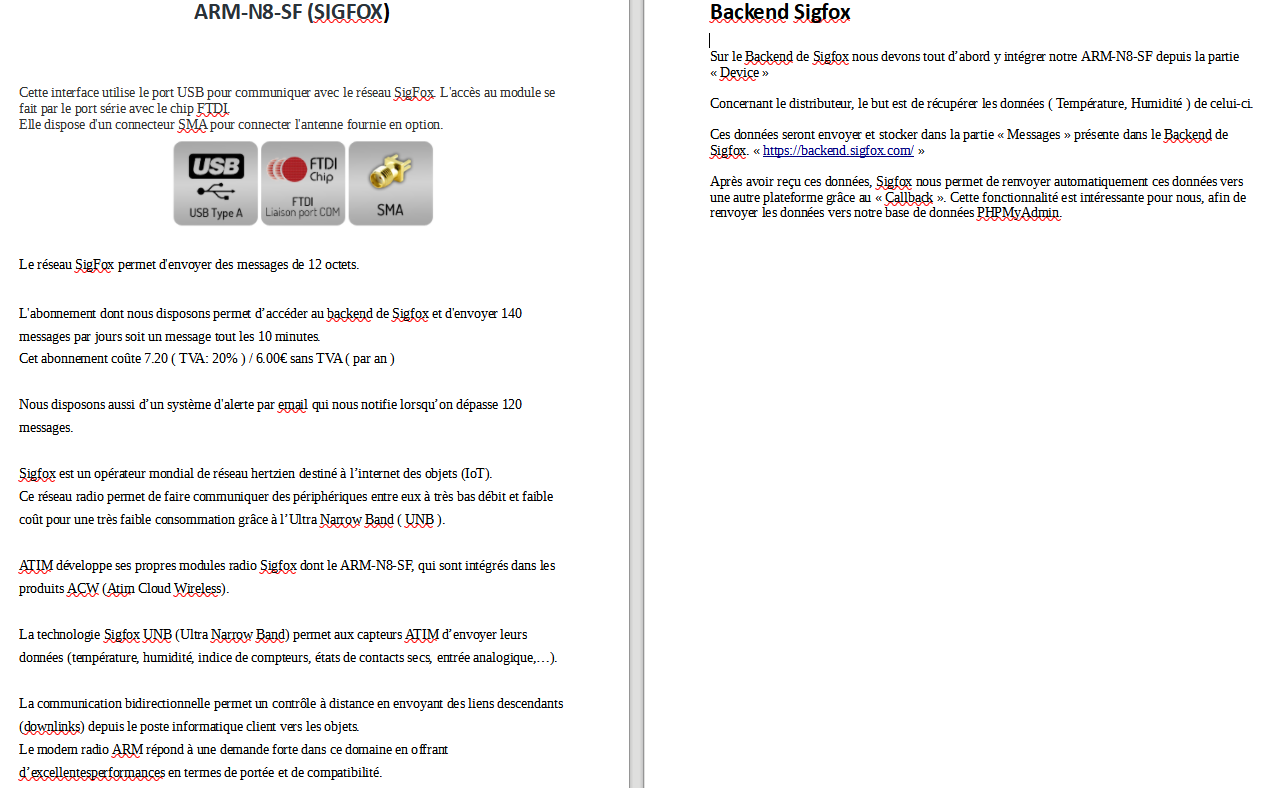 ARM-N8-SF (SIGFOX)
Cette interface utilise le port USB pour communiquer avec le réseau SigFox. L'accès au module se
fait par le port série avec le chip FTDI.
Elle dispose d'un connecteur SMA pour connecter l'antenne fournie en option.
USB
USB Type A
FTDI
Chip
FTDI
Liaison port COM
SMA
Le réseau SigFox permet d'envoyer des messages de 12 octets.
L'abonnement dont nous disposons permet d’accéder au backend de Sigfox et d'envoyer 140
messages par jours soit un message tout les 10 minutes.
Cet abonnement coûte 7.20 ( TVA: 20% ) / 6.00€ sans TVA ( par an )
Nous disposons aussi d’un système d'alerte par email qui nous notifie lorsqu’on dépasse 120
messages.
Sigfox est un opérateur mondial de réseau hertzien destiné à l’internet des objets (IoT).
Ce réseau radio permet de faire communiquer des périphériques entre eux à très bas débit et faible
coût pour une très faible consommation grâce à l’Ultra Narrow Band ( UNB ).
ATIM développe ses propres modules radio Sigfox dont le ARM-N8-SF, qui sont intégrés dans les
produits ACW (Atim Cloud Wireless).
La technologie Sigfox UNB (Ultra Narrow Band) permet aux capteurs ATIM d’envoyer leurs
données (température, humidité, indice de compteurs, états de contacts secs, entrée analogique,…).
La communication bidirectionnelle permet un contrôle à distance en envoyant des liens descendants
(downlinks) depuis le poste informatique client vers les objets.
Le modem radio ARM répond à une demande forte dans ce domaine en offrant
d’excellentesperformances en termes de portée et de compatibilité.
Backend Sigfox
Sur le Backend de Sigfox nous devons tout d’abord y intégrer notre ARM-N8-SF depuis la partie
« Device »
Concernant le distributeur, le but est de récupérer les données ( Température, Humidité ) de celui-ci.
Ces données seront envoyer et stocker dans la partie « Messages » présente dans le Backend de
Sigfox. « https://backend.sigfox.com/ »
Après avoir reçu ces données, Sigfox nous permet de renvoyer automatiquement ces données vers
une autre plateforme grâce au « Callback ». Cette fonctionnalité est intéressante pour nous, afin de
renvoyer les données vers notre base de données PHPMyAdmin.